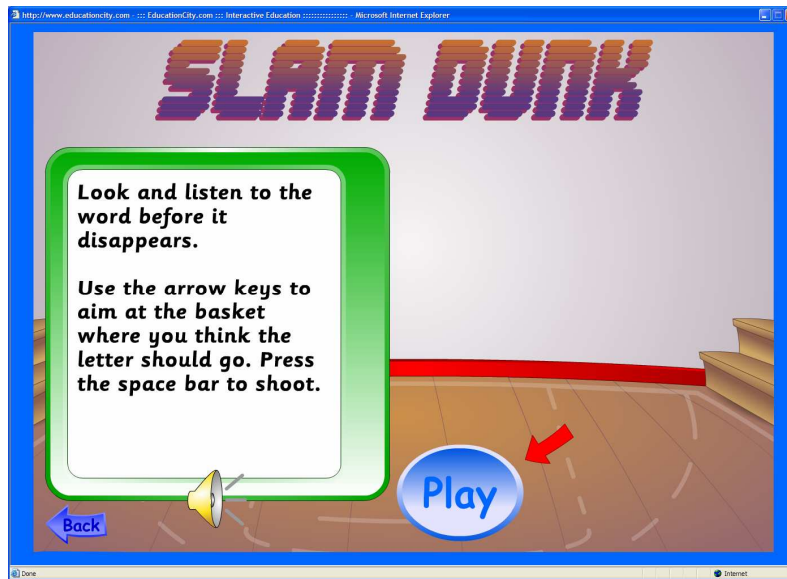 http://www.educationcity.com - ::: EducationCity.com ::: Interactive Education :::::::::::::::: - Microsoft Internet Explorer
SLAM DUNK
Look and listen to the
word before it
disappears.
Use the arrow keys to
aim at the basket
where you think the
letter should go. Press
the space bar to shoot.
Play
Back
Done
Internet